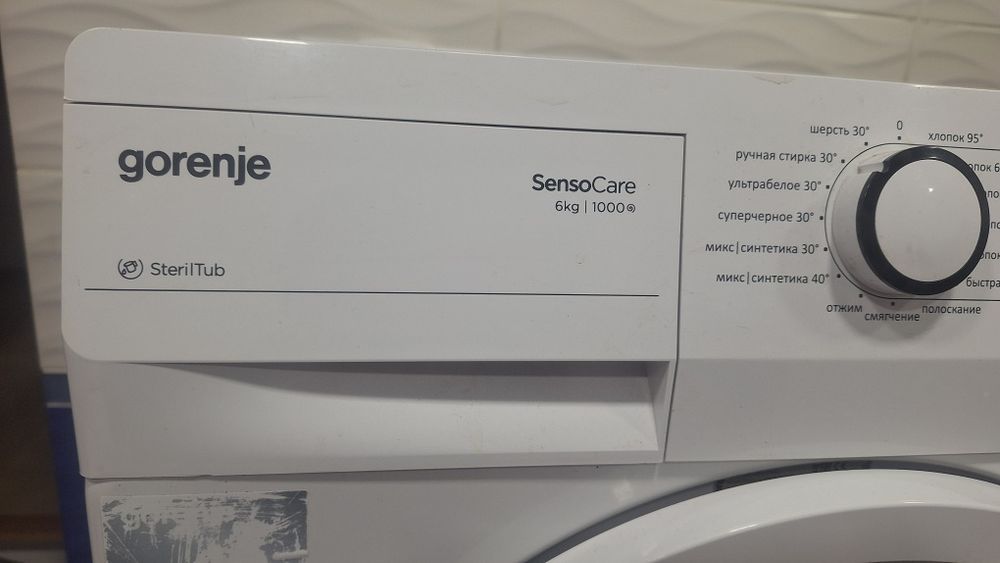 gorenje
SensoCare
6kg | 1000
SterilTub
0
хлопок 95°
шерсть 30°
ручная стирка 30°
ультрабелое 30°
суперчерное 30°
микс|синтетика 30°
микс|синтетика 40°
отжим
смягчение
полоскание